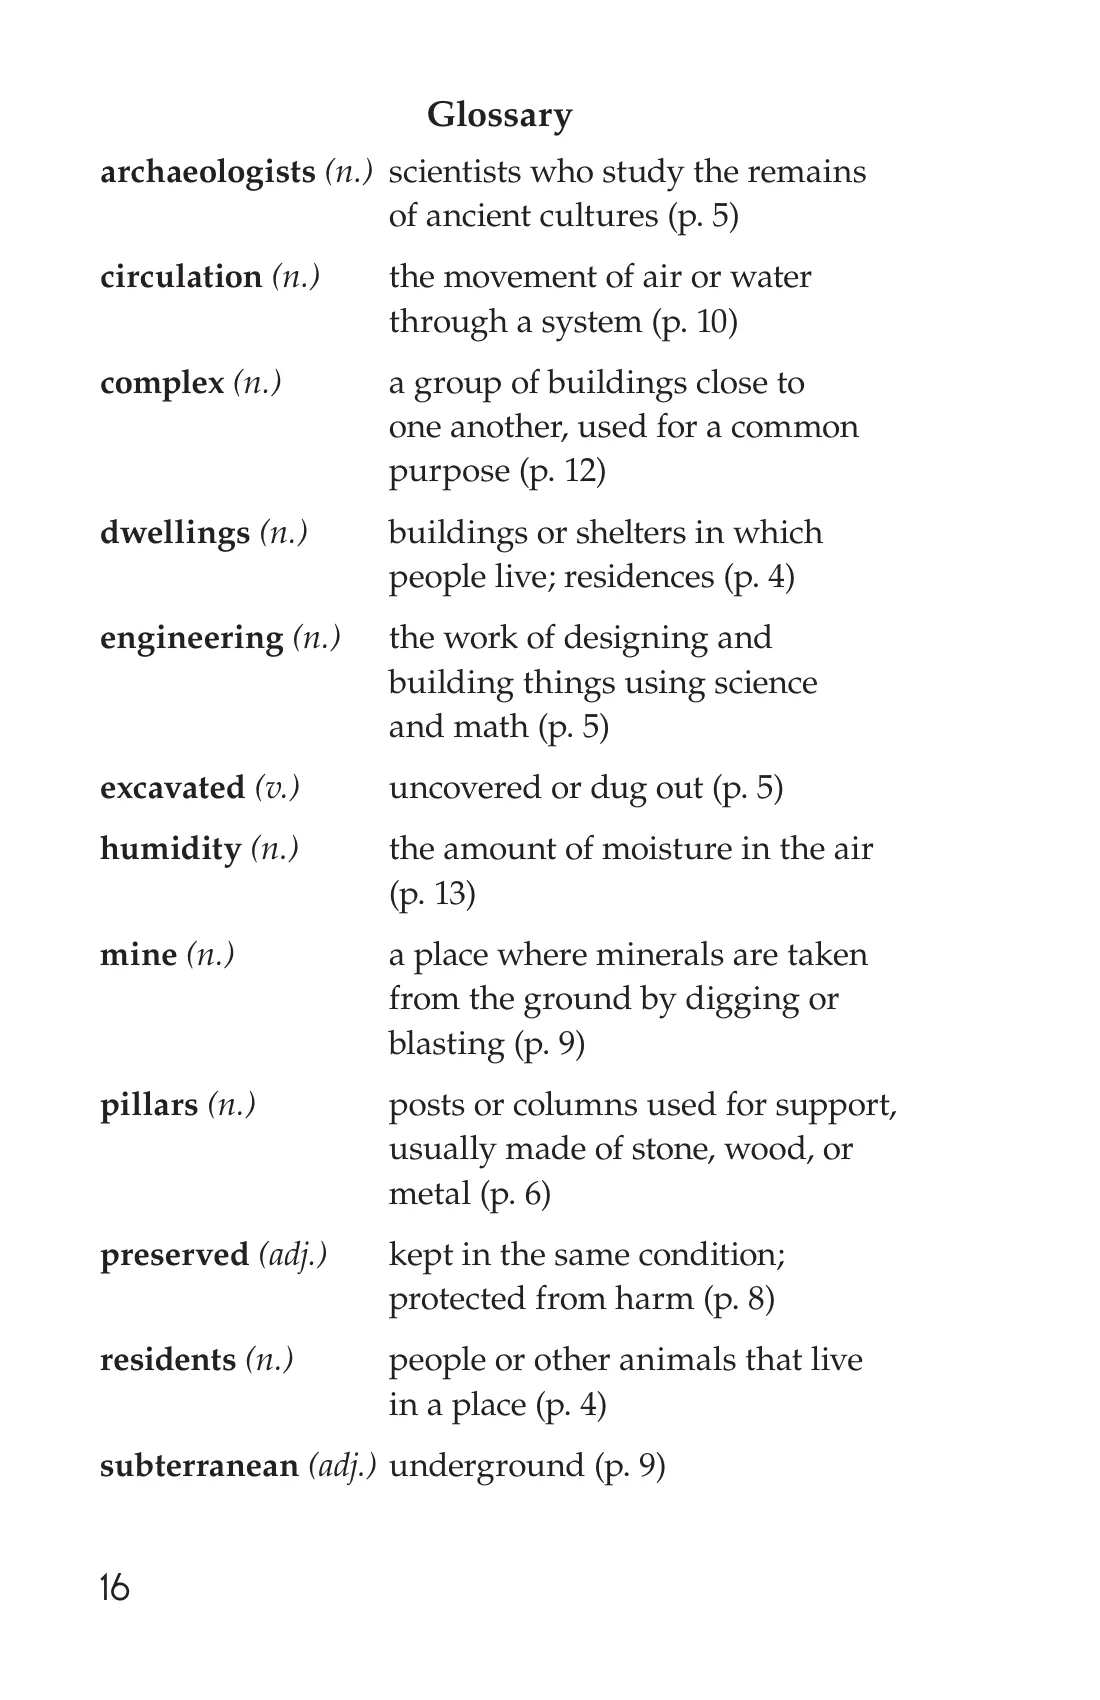 Glossary
archaeologists (n.) scientists who study the remains
of ancient cultures (p. 5)
circulation (n.) the movement of air or water
through a system (p. 10)
complex (n.) a group of buildings close to
one another, used for a common
purpose (p. 12)
dwellings (n.) buildings or shelters in which
people live; residences (p. 4)
engineering (n.) the work of designing and
building things using science
and math (p. 5)
excavated (v.) uncovered or dug out (p. 5)
humidity (n.) the amount of moisture in the air
(p. 13)
mine (n.) a place where minerals are taken
from the ground by digging or
blasting (p. 9)
pillars (n.) posts or columns used for support,
usually made of stone, wood, or
metal (p. 6)
preserved (adj.) kept in the same condition;
protected from harm (p. 8)
residents (n.) people or other animals that live
in a place (p. 4)
subterranean (adj.) underground (p. 9)
16